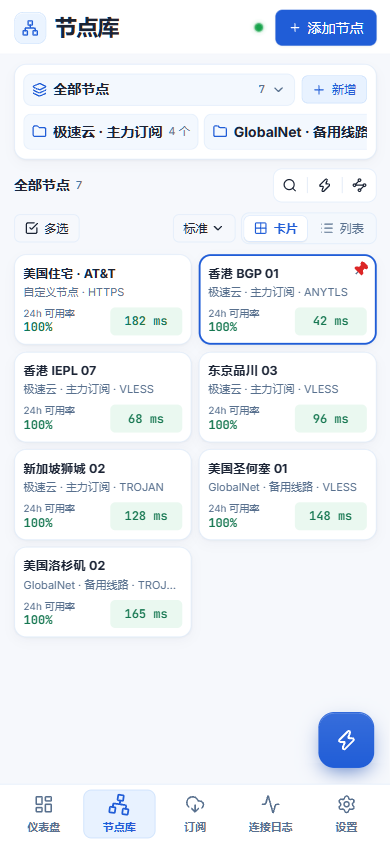 节点库
添加节点
全部节点 7
新增
极速云 · 主力订阅 4 个
GlobalNet · 备用线路
全部节点 7
多选
标准
卡片
列表
美国住宅 · AT&T
自定义节点 · HTTPS
24h 可用率
100%
182 ms
香港 BGP 01
极速云 · 主力订阅 · ANYTLS
24h 可用率
100%
42 ms
香港 IEPL 07
极速云 · 主力订阅 · VLESS
24h 可用率
100%
68 ms
东京品川 03
极速云 · 主力订阅 · VLESS
24h 可用率
100%
96 ms
新加坡狮城 02
极速云 · 主力订阅 · TROJAN
24h 可用率
100%
128 ms
美国圣何塞 01
GlobalNet · 备用线路 · VLESS
24h 可用率
100%
148 ms
美国洛杉矶 02
GlobalNet · 备用线路 · TROJ...
24h 可用率
100%
165 ms
仪表盘
节点库
订阅
连接日志
设置